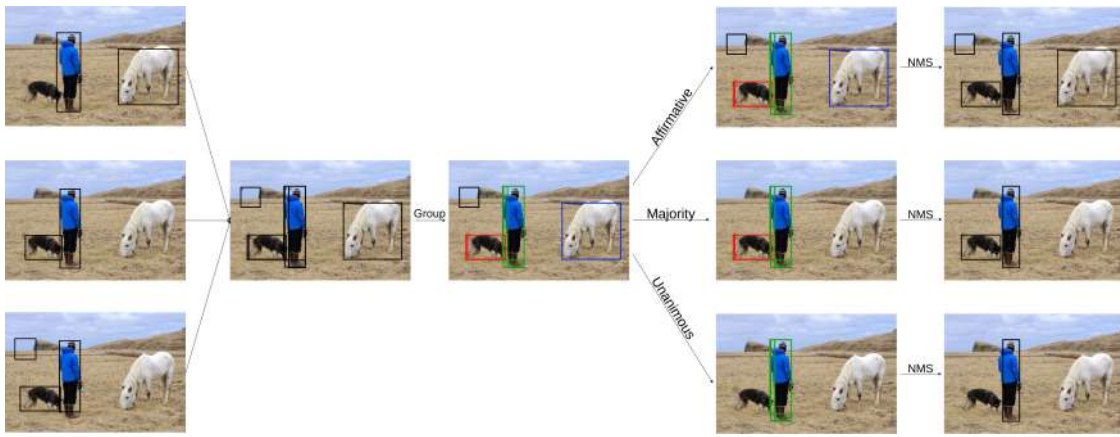 Affirmative
NMS
Group
Majority
NMS
Unanimous
NMS